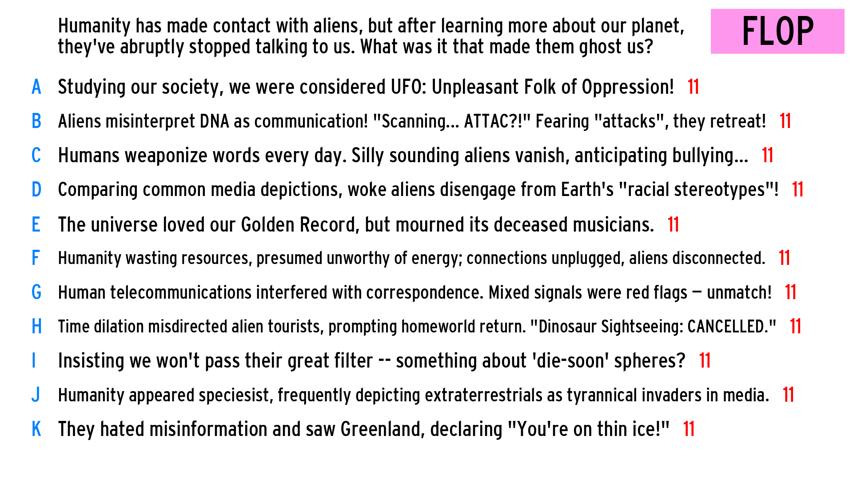 Humanity has made contact with aliens, but after learning more about our planet,
they've abruptly stopped talking to us. What was it that made them ghost us?
FLOP
A Studying our society, we were considered UFO: Unpleasant Folk of Oppression! 11
B Aliens misinterpret DNA as communication! "Scanning... ATTAC?!" Fearing "attacks", they retreat! 11
C Humans weaponize words every day. Silly sounding aliens vanish, anticipating bullying... 11
D Comparing common media depictions, woke aliens disengage from Earth's "racial stereotypes"! 11
E The universe loved our Golden Record, but mourned its deceased musicians. 11
F Humanity wasting resources, presumed unworthy of energy; connections unplugged, aliens disconnected. 11
G Human telecommunications interfered with correspondence. Mixed signals were red flags – unmatch! 11
H Time dilation misdirected alien tourists, prompting homeworld return. "Dinosaur Sightseeing: CANCELLED." 11
I Insisting we won't pass their great filter -- something about 'die-soon' spheres? 11
J Humanity appeared speciesist, frequently depicting extraterrestrials as tyrannical invaders in media. 11
K They hated misinformation and saw Greenland, declaring "You're on thin ice!" 11